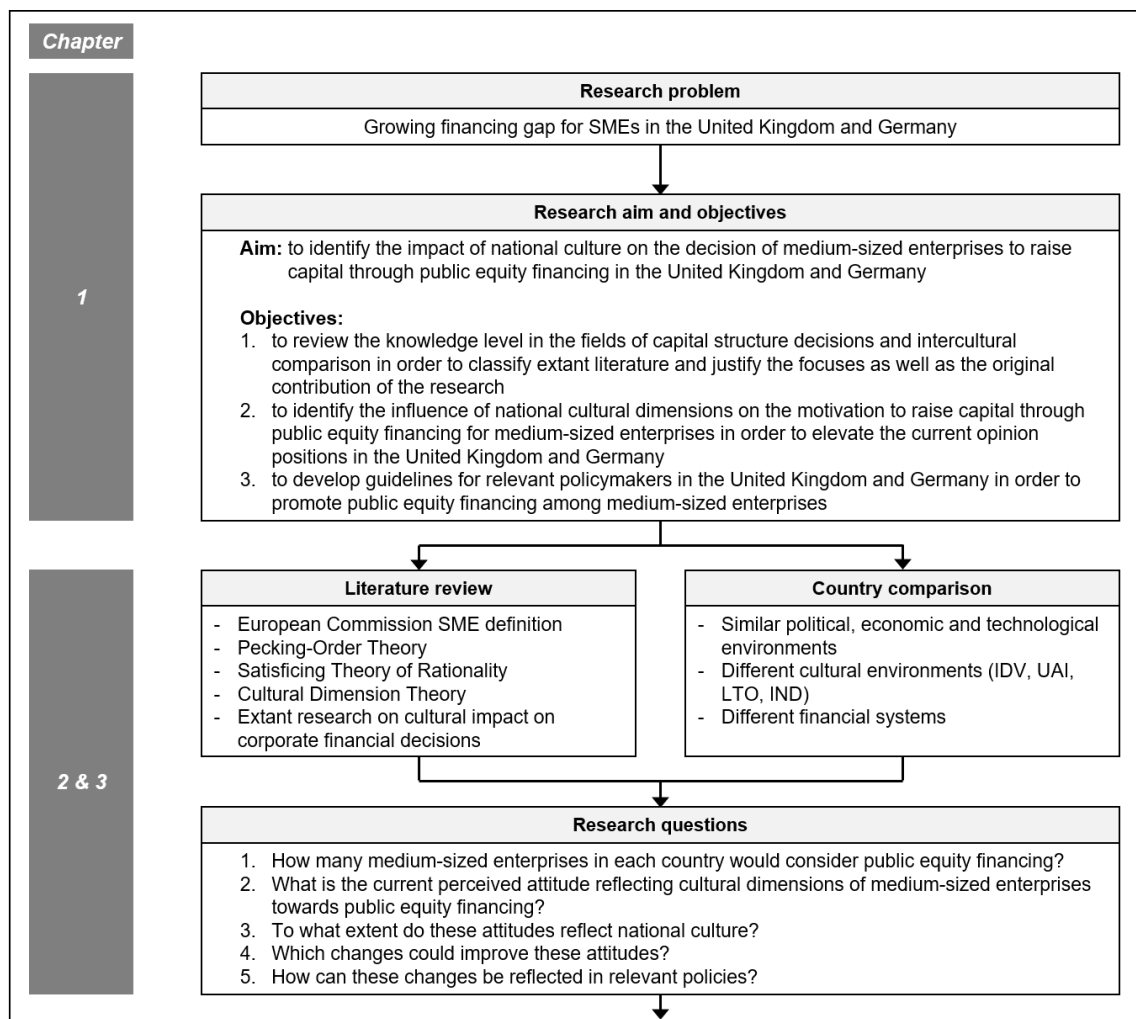 Chapter
1
Research problem
Growing financing gap for SMEs in the United Kingdom and Germany
Research aim and objectives
Aim: to identify the impact of national culture on the decision of medium-sized enterprises to raise
capital through public equity financing in the United Kingdom and Germany
Objectives:
1. to review the knowledge level in the fields of capital structure decisions and intercultural
comparison in order to classify extant literature and justify the focuses as well as the original
contribution of the research
2. to identify the influence of national cultural dimensions on the motivation to raise capital through
public equity financing for medium-sized enterprises in order to elevate the current opinion
positions in the United Kingdom and Germany
3. to develop guidelines for relevant policymakers in the United Kingdom and Germany in order to
promote public equity financing among medium-sized enterprises
2 & 3
Literature review
- European Commission SME definition
- Pecking-Order Theory
- Satisficing Theory of Rationality
- Cultural Dimension Theory
- Extant research on cultural impact on
corporate financial decisions
Country comparison
- Similar political, economic and technological
environments
- Different cultural environments (IDV, UAI,
LTO, IND)
- Different financial systems
Research questions
1. How many medium-sized enterprises in each country would consider public equity financing?
2. What is the current perceived attitude reflecting cultural dimensions of medium-sized enterprises
towards public equity financing?
3. To what extent do these attitudes reflect national culture?
4. Which changes could improve these attitudes?
5. How can these changes be reflected in relevant policies?